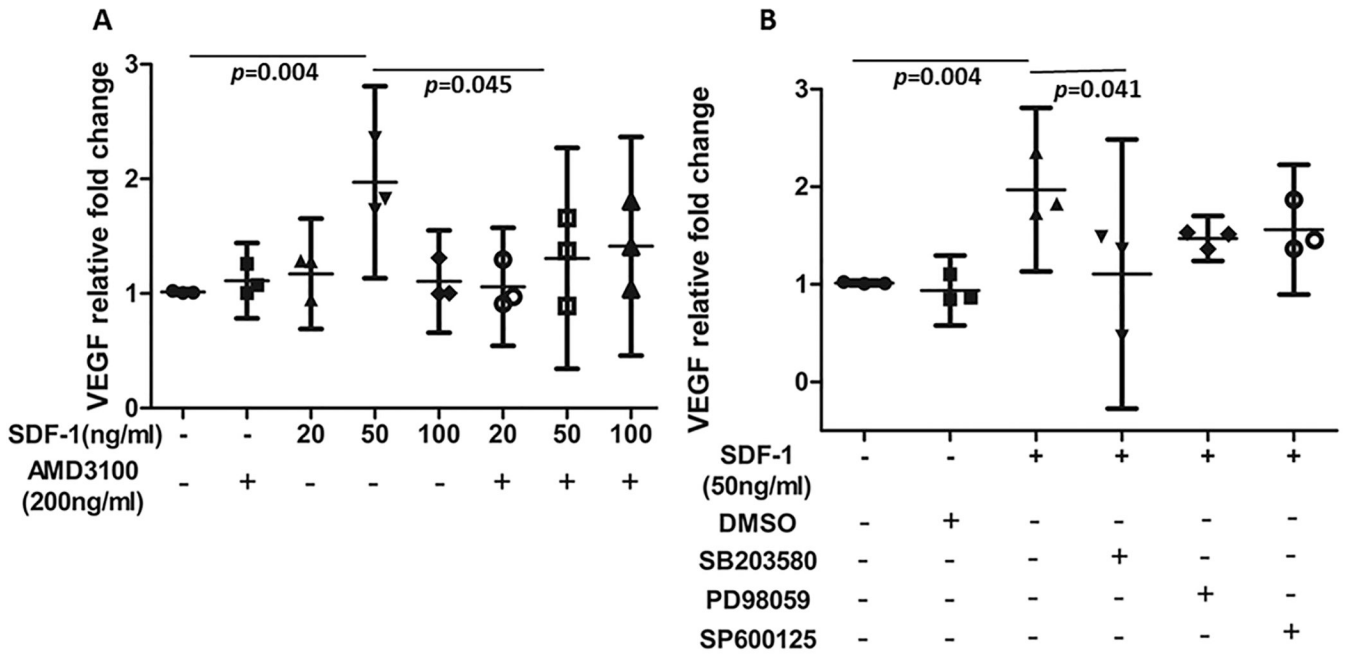 A
VEGF relative fold change
3
2
1
0
p=0.004
p=0.045
SDF-1(ng/ml) - - 20 50 100 20 50 100
AMD3100
(200ng/ml) - + - - - + + +
B
VEGF relative fold change
3
2
1
0
p=0.004
p=0.041
SDF-1
(50ng/ml) - - + + + +
DMSO - + - - - -
SB203580 - - - + - -
PD98059 - - - - + -
SP600125 - - - - - +